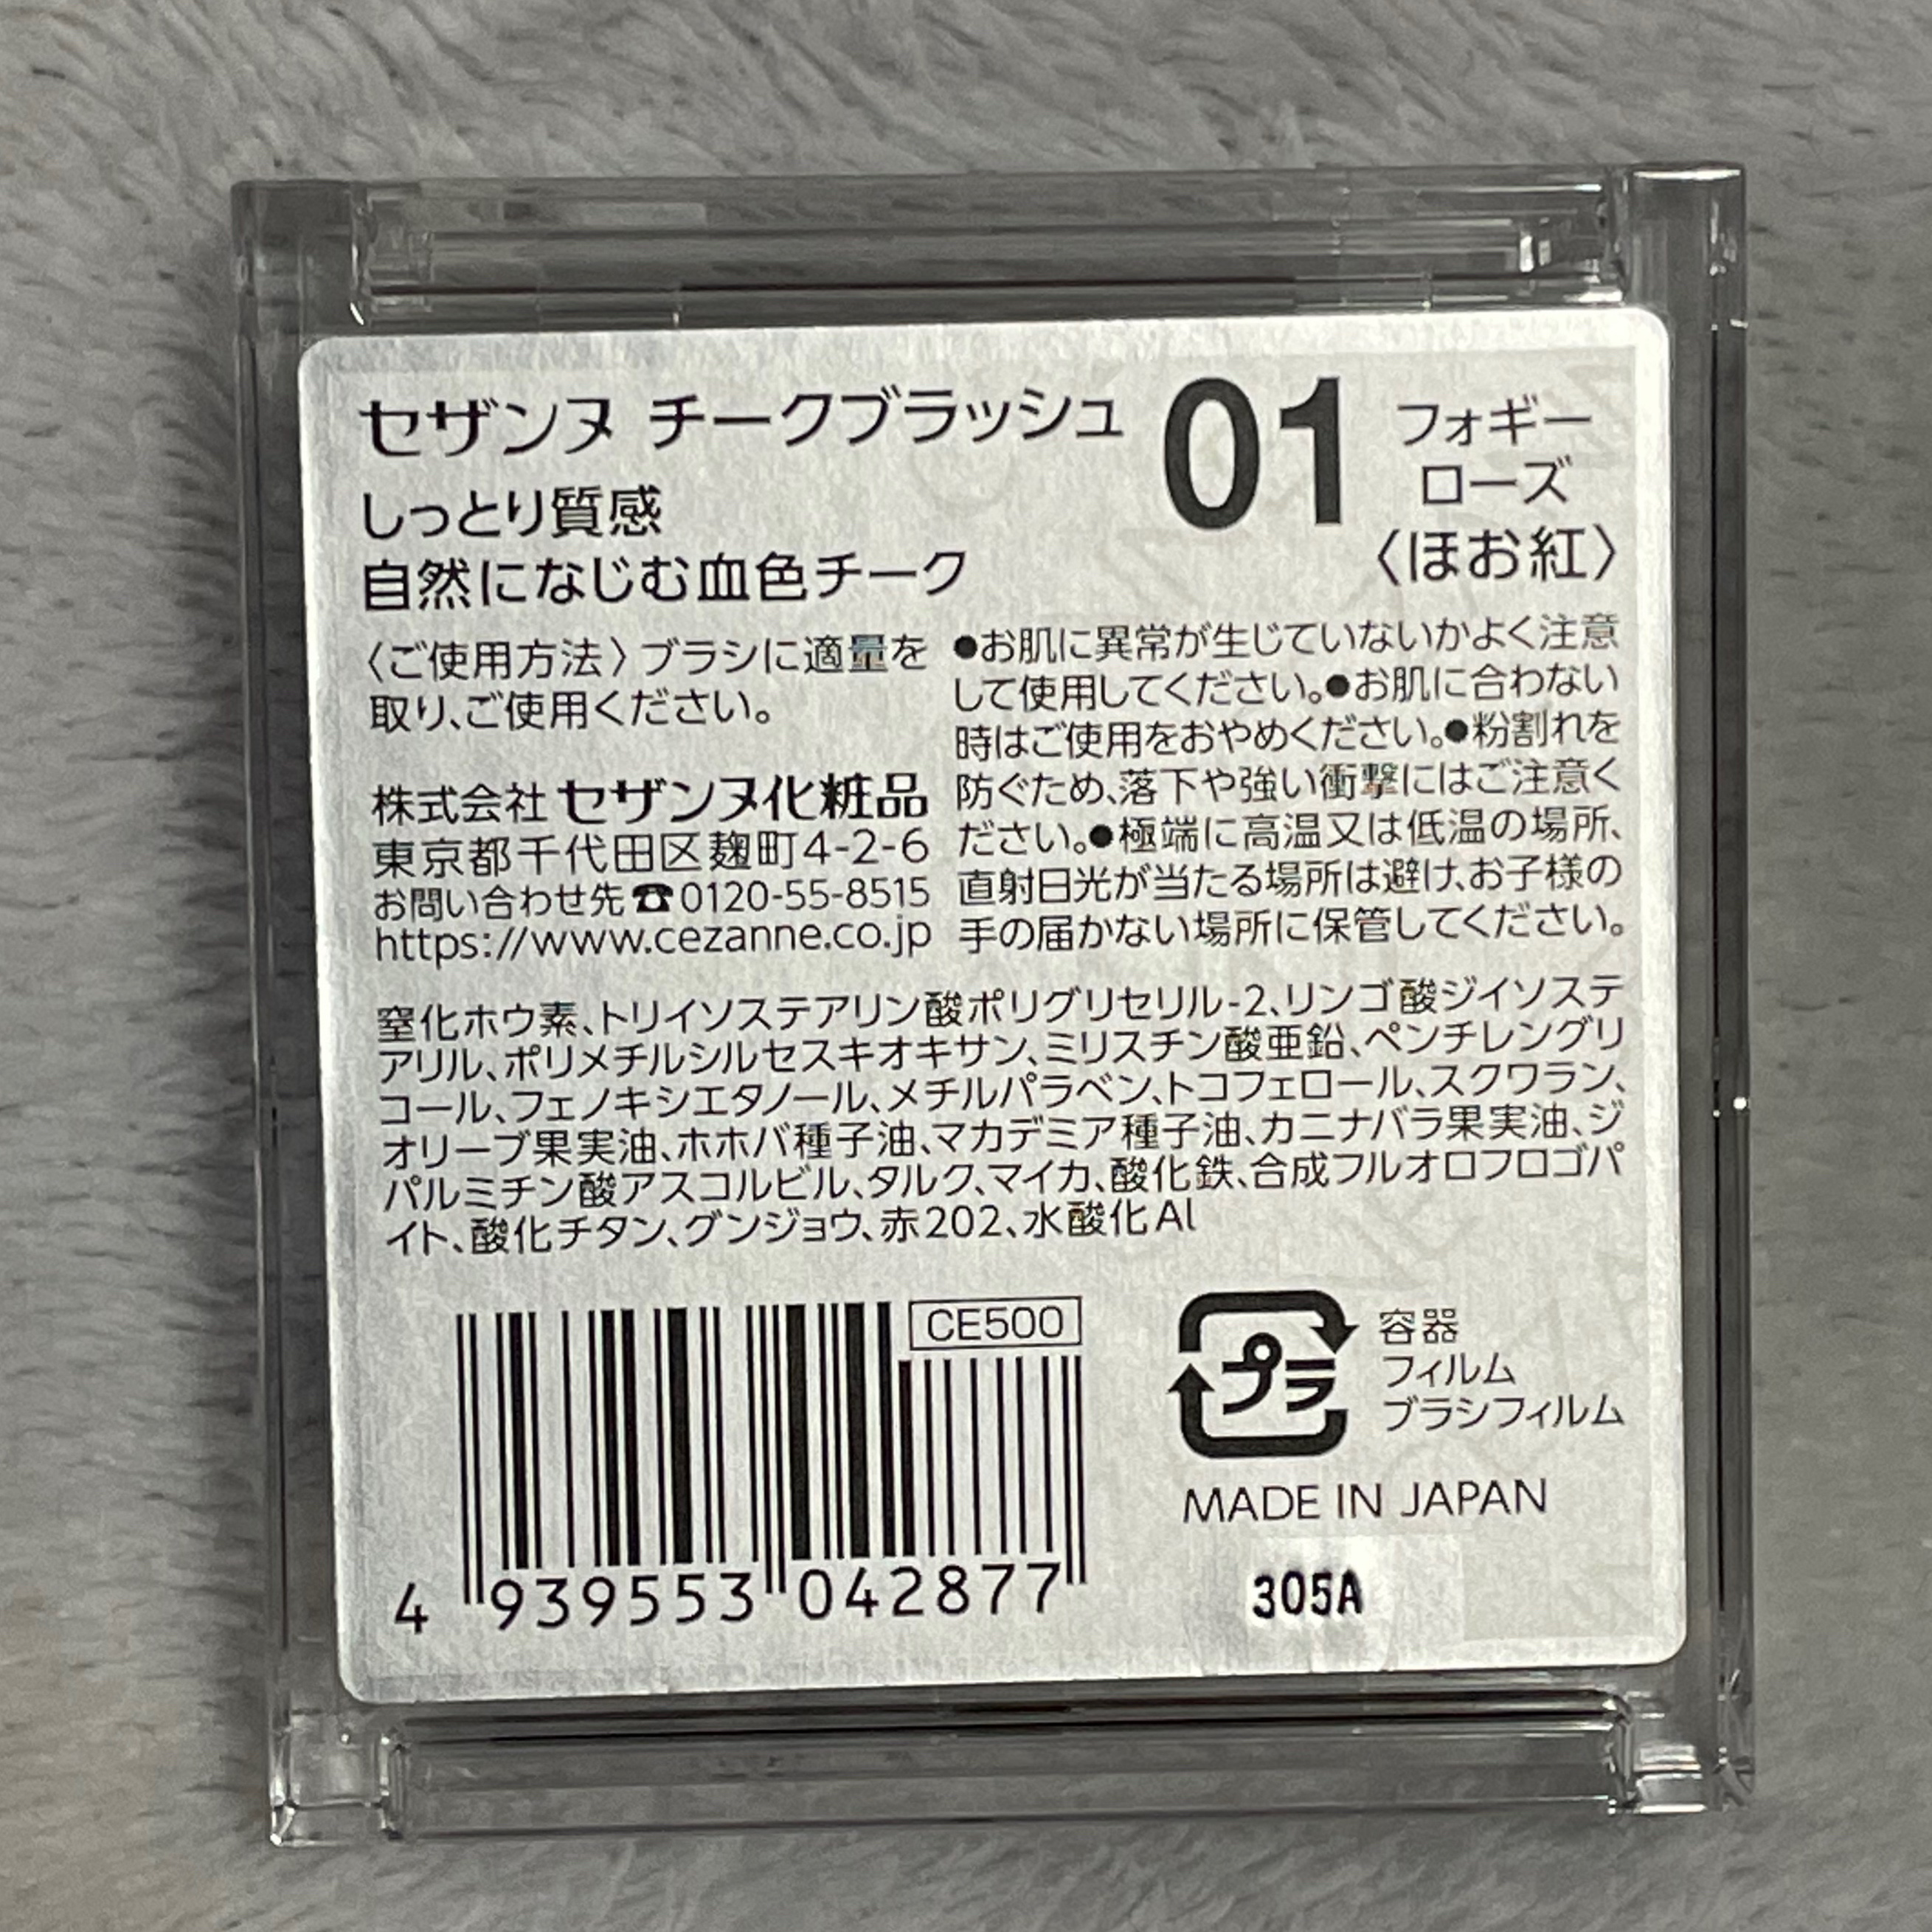 セザンヌ チークブラッシュ
01
フォギー
ローズ
〈ほお紅〉
しっとり質感
自然になじむ血色チーク
〈ご使用方法〉ブラシに適量を
取り、ご使用ください。
株式会社 セザンヌ化粧品
東京都千代田区麹町4-2-6
お問い合わせ先☎0120-55-8515
https://www.cezanne.co.jp
●お肌に異常が生じていないかよく注意
して使用してください。●お肌に合わない
時はご使用をおやめください。●粉割れを
防ぐため、落下や強い衝撃にはご注意く
ださい。●極端に高温又は低温の場所、
直射日光が当たる場所は避け、お子様の
手の届かない場所に保管してください。
窒化ホウ素、トリイソステアリン酸ポリグリセリル-2、リンゴ酸ジイソステ
アリル、ポリメチルシルセスキオキサン、ミリスチン酸亜鉛、ペンチレングリ
コール、フェノキシエタノール、メチルパラベン、トコフェロール、スクワラン、
オリーブ果実油、ホホバ種子油、マカデミア種子油、カニナバラ果実油、ジ
パルミチン酸アスコルビル、タルク、マイカ、酸化鉄、合成フルオロフロゴパ
イト、酸化チタン、グンジョウ、赤202、水酸化Al
CE500
4 939553 042877
プラ
容器
フィルム
ブラシフィルム
MADE IN JAPAN
305A